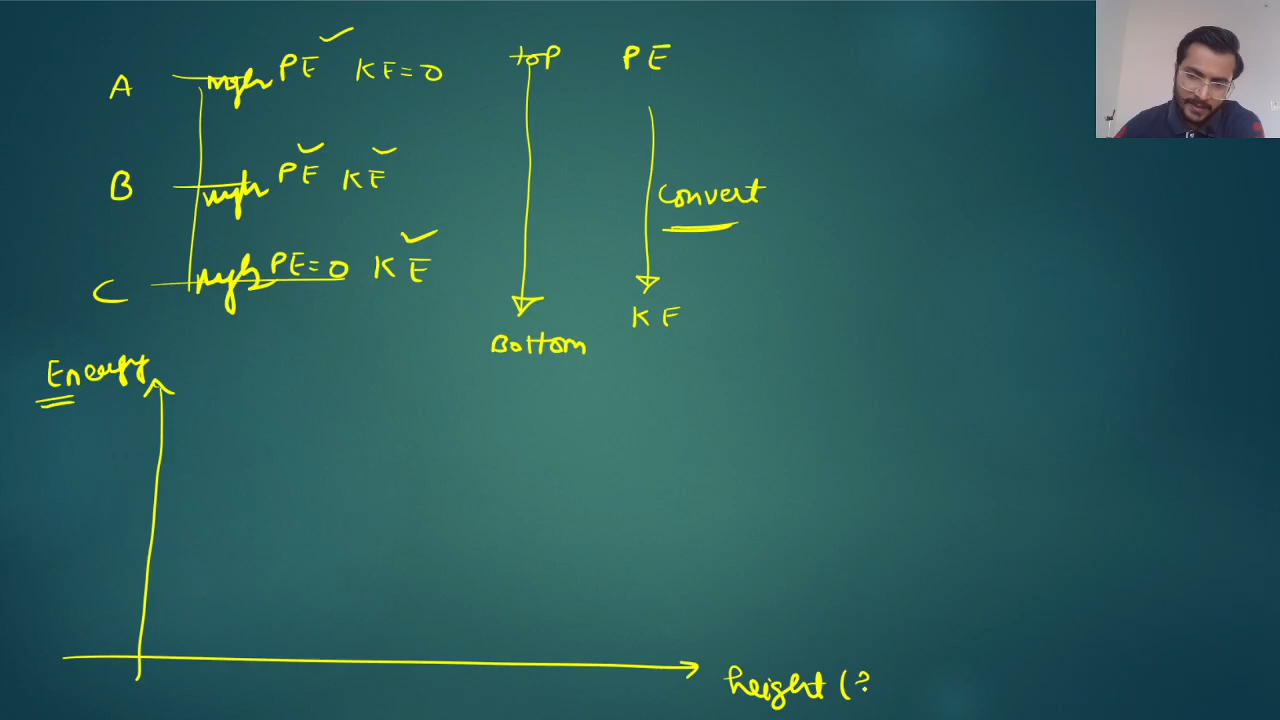 A mgh PE KE=0
top PE
B mgh PE KE
convert
C mgh PE=0 KE
KE
Bottom
Energy
height (?